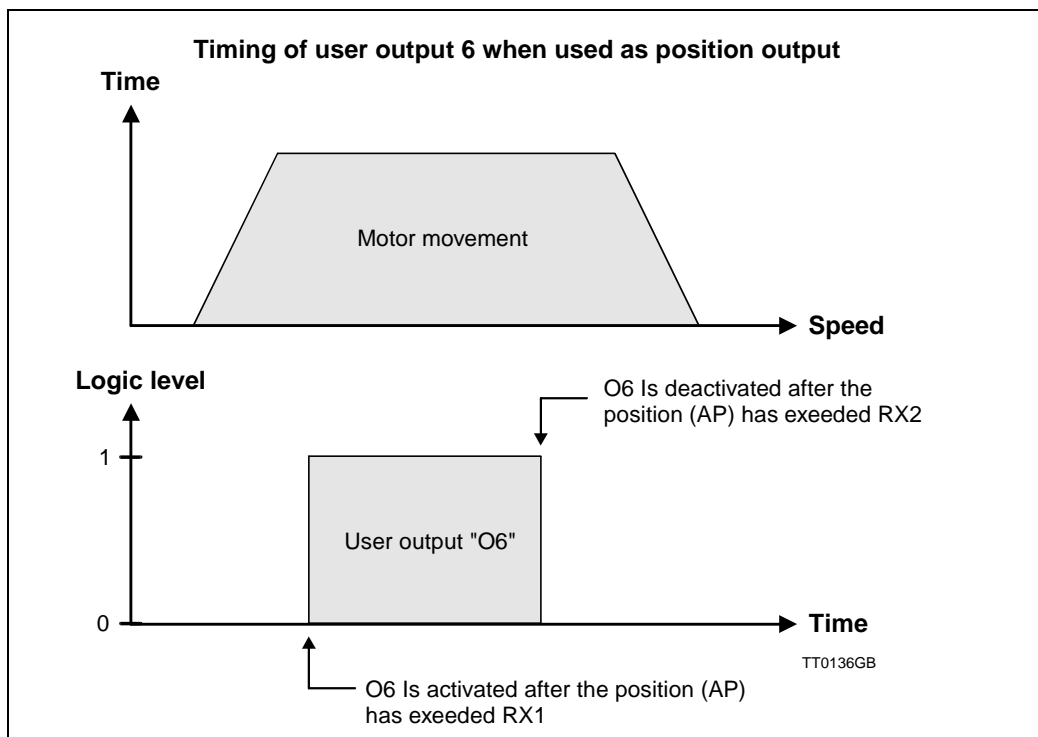 Timing of user output 6 when used as position output
Time
Motor movement
Speed
Logic level
O6 Is deactivated after the
position (AP) has exeeded RX2
1
User output "O6"
0
Time
TT0136GB
O6 Is activated after the position (AP)
has exeeded RX1